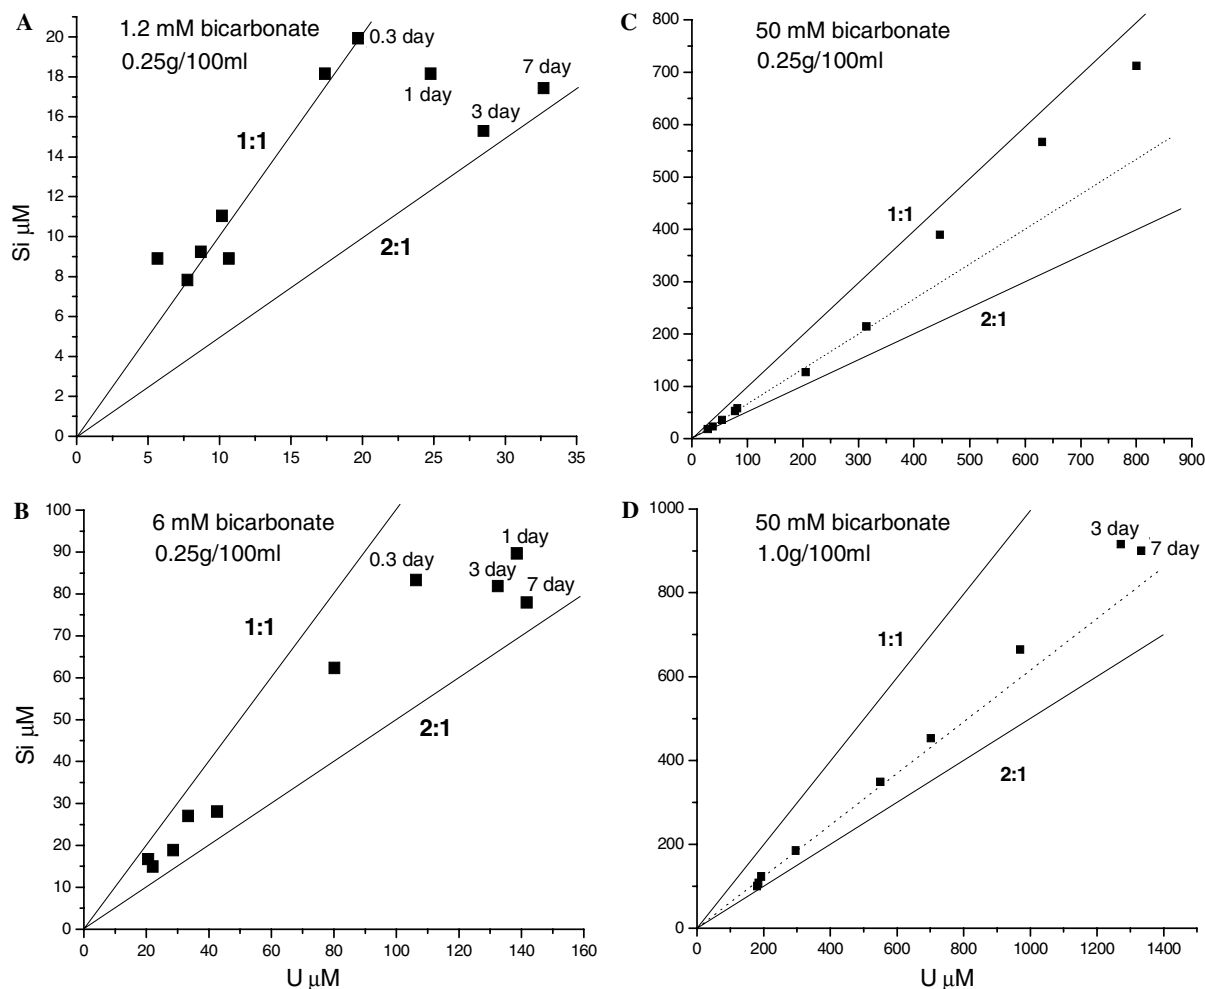 A
1.2 mM bicarbonate
0.25g/100ml
20
18
16
14
12
10
8
6
4
2
0
Si μM
0.3 day
1 day
7 day
3 day
1:1
2:1
0 5 10 15 20 25 30 35
C
50 mM bicarbonate
0.25g/100ml
800
700
600
500
400
300
200
100
0
1:1
2:1
0 100 200 300 400 500 600 700 800 900
B
6 mM bicarbonate
0.25g/100ml
100
90
80
70
60
50
40
30
20
10
0
Si μM
0.3 day
1 day
3 day
7 day
1:1
2:1
0 20 40 60 80 100 120 140 160
U μM
D
50 mM bicarbonate
1.0g/100ml
1000
800
600
400
200
0
3 day
7 day
1:1
2:1
0 200 400 600 800 1000 1200 1400
U μM